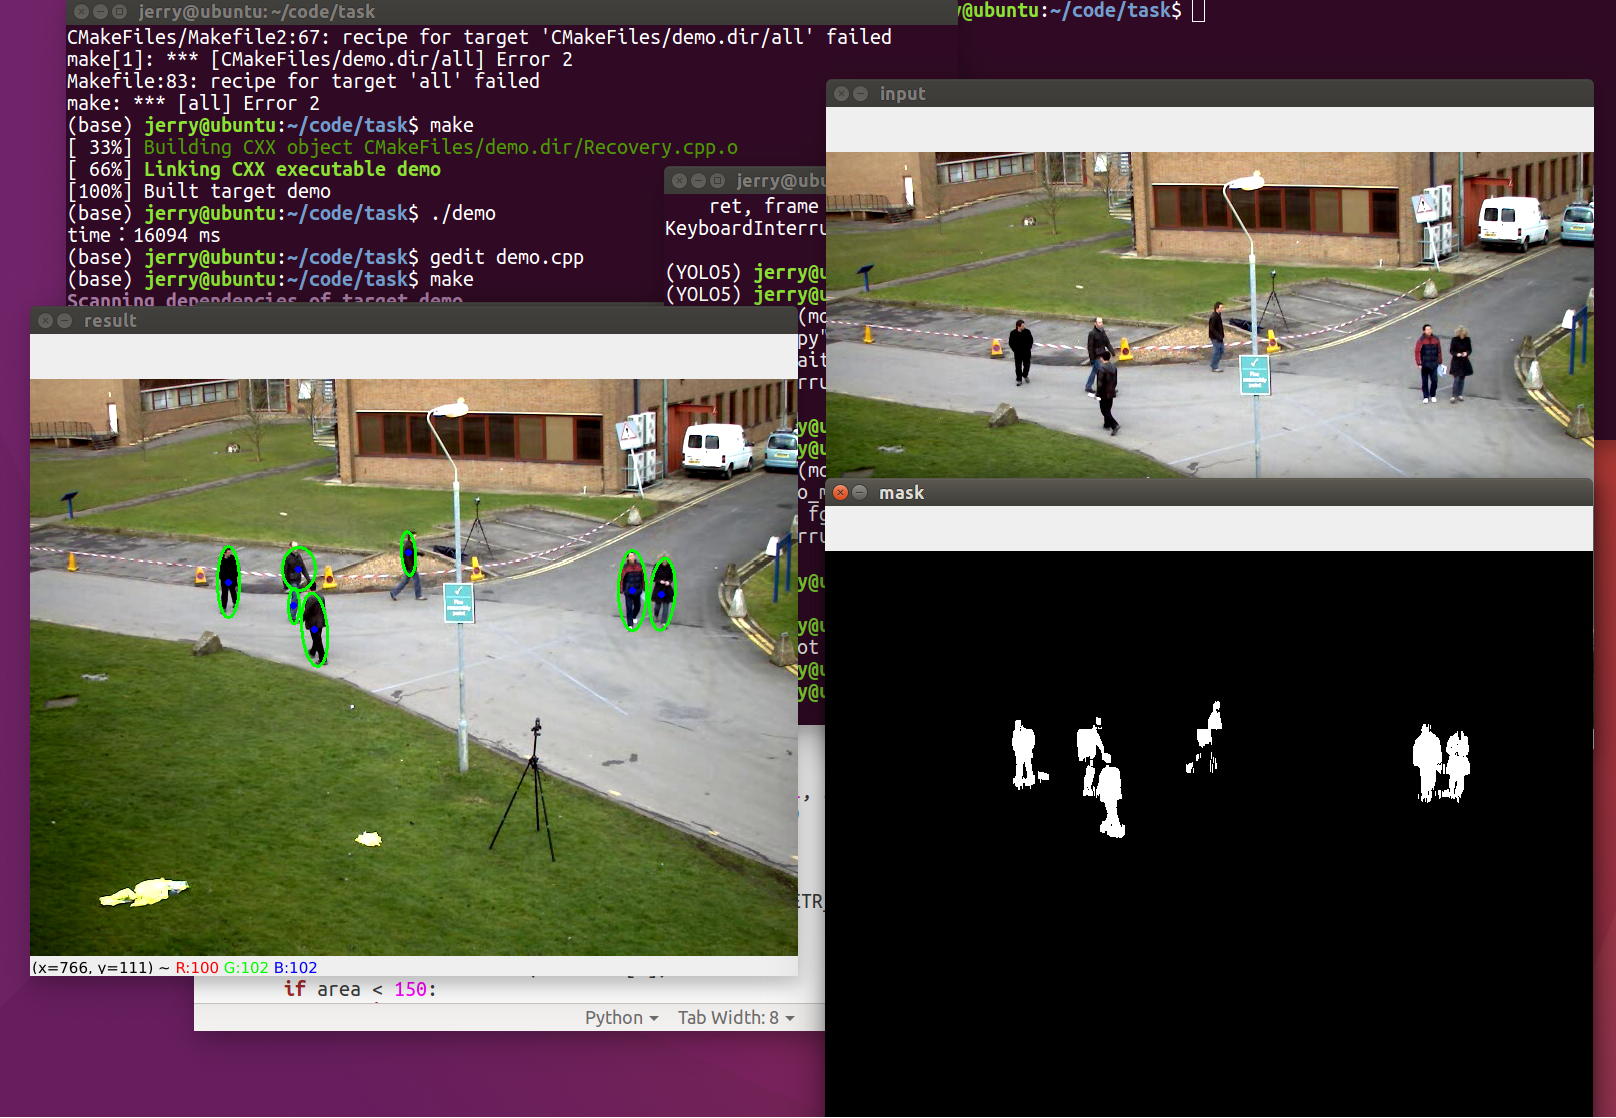 jerry@ubuntu: ~/code/task
CMakeFiles/Makefile2:67: recipe for target 'CMakeFiles/demo.dir/all' failed
make[1]: *** [CMakeFiles/demo.dir/all] Error 2
Makefile:83: recipe for target 'all' failed
make: *** [all] Error 2
(base) jerry@ubuntu:~/code/task$ make
[ 33%] Building CXX object CMakeFiles/demo.dir/Recovery.cpp.o
[ 66%] Linking CXX executable demo
[100%] Built target demo
(base) jerry@ubuntu:~/code/task$ ./demo
time：16094 ms
(base) jerry@ubuntu:~/code/task$ gedit demo.cpp
(base) jerry@ubuntu:~/code/task$ make
Scanning dependencies of target demo
y@ubuntu:~/code/task$
input
jerry@ubu
ret, frame
KeyboardInterru
(YOLO5) jerry@u
(YOLO5) jerry@u
(mo
py"
ait
rru
y@u
y@u
(mo
o_m
fg
rru
y@u
y@u
ot
y@u
y@u
result
mask
ETR_
(x=766, y=111) ~ R:100 G:102 B:102
if area < 150:
Python
Tab Width: 8